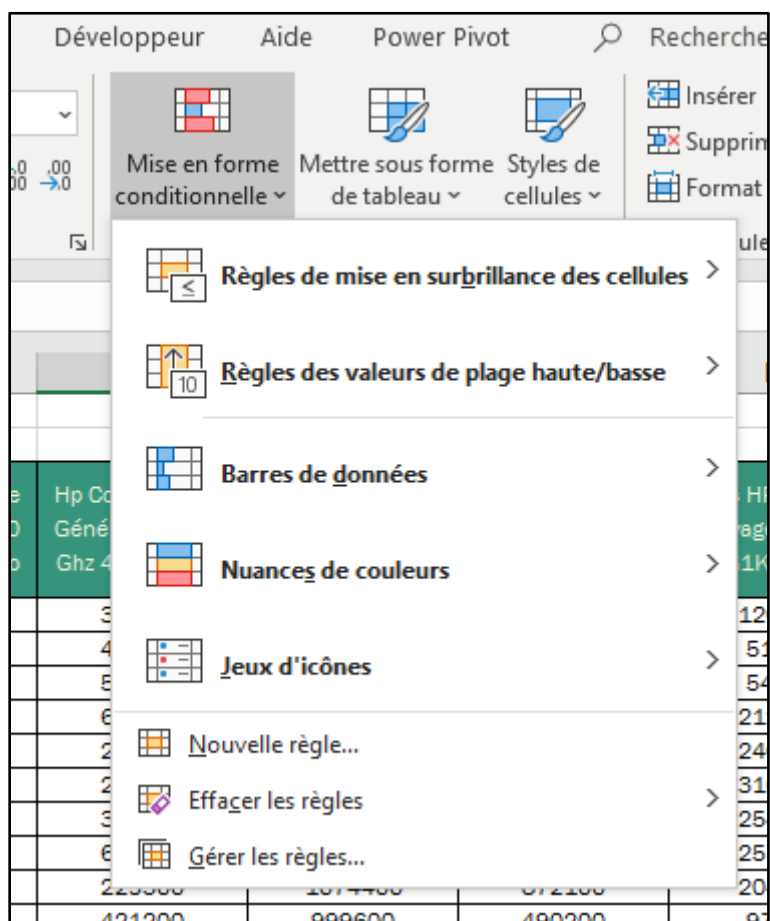 Développeur Aide Power Pivot Recherche
Insérer
Supprim
Mise en forme Mettre sous forme Styles de
conditionnelle de tableau cellules
Format
Règles de mise en surbrillance des cellules
≤
Règles des valeurs de plage haute/basse
10
Barres de données
Hp Co
Géné
Ghz 4
Nuances de couleurs
Jeux d'icônes
Nouvelle règle...
Effacer les règles
Gérer les règles...
421200 999600 490200